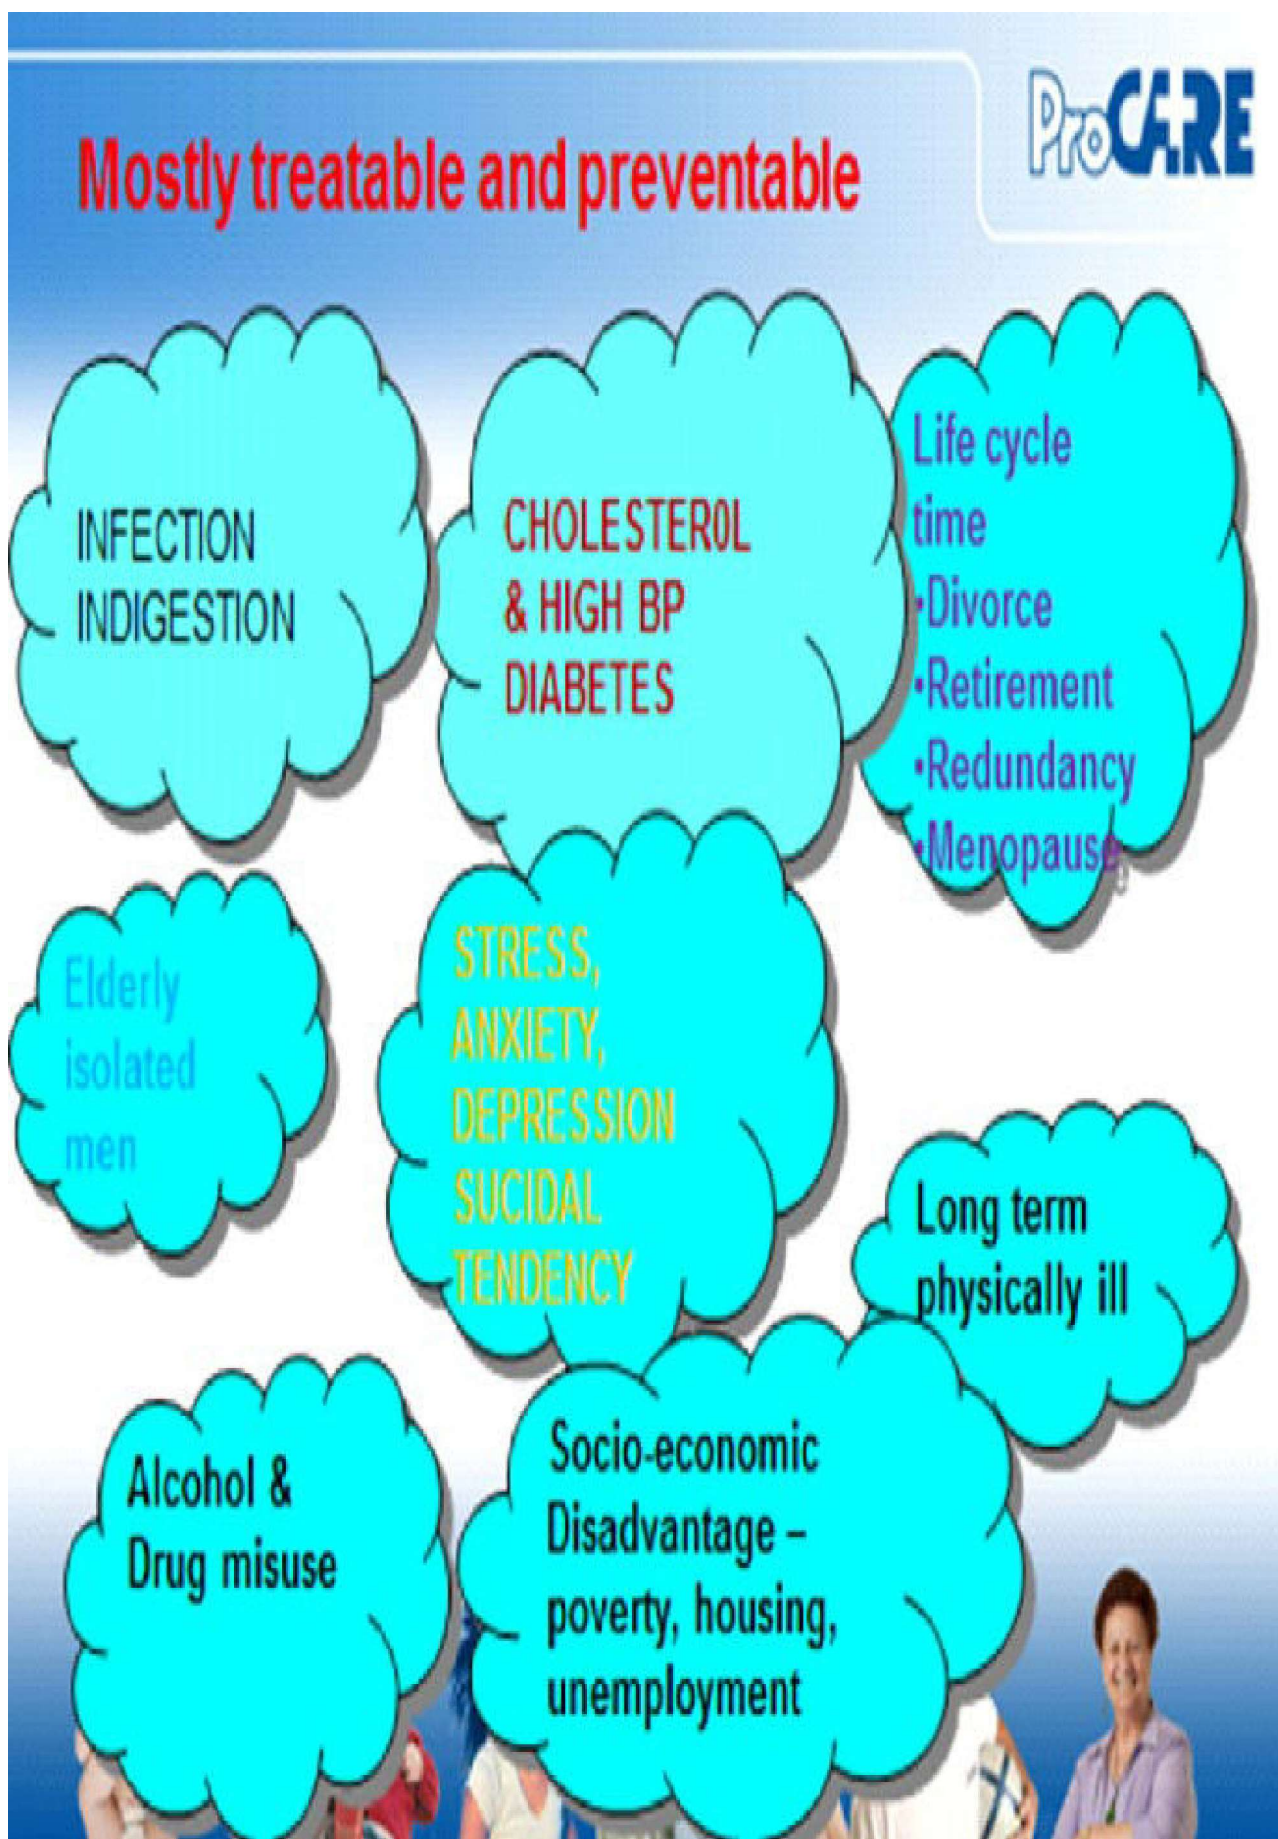 ProCARE
Mostly treatable and preventable
INFECTION
INDIGESTION
CHOLESTEROL
& HIGH BP
DIABETES
Life cycle
time
•Divorce
•Retirement
•Redundancy
•Menopause
Elderly
isolated
men
STRESS,
ANXIETY,
DEPRESSION
SUCIDAL
TENDENCY
Long term
physically ill
Alcohol &
Drug misuse
Socio-economic
Disadvantage –
poverty, housing,
unemployment